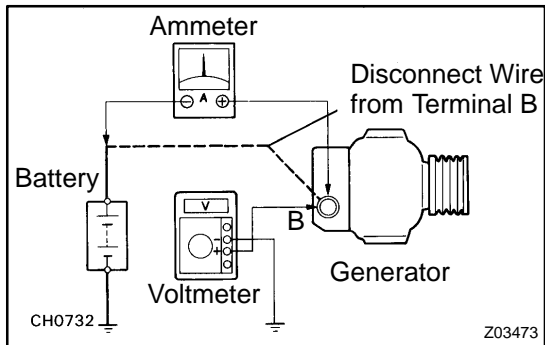 Ammeter
− A +
Disconnect Wire
from Terminal B
Battery
V
B
−
+
Voltmeter
Generator
CH0732
Z03473